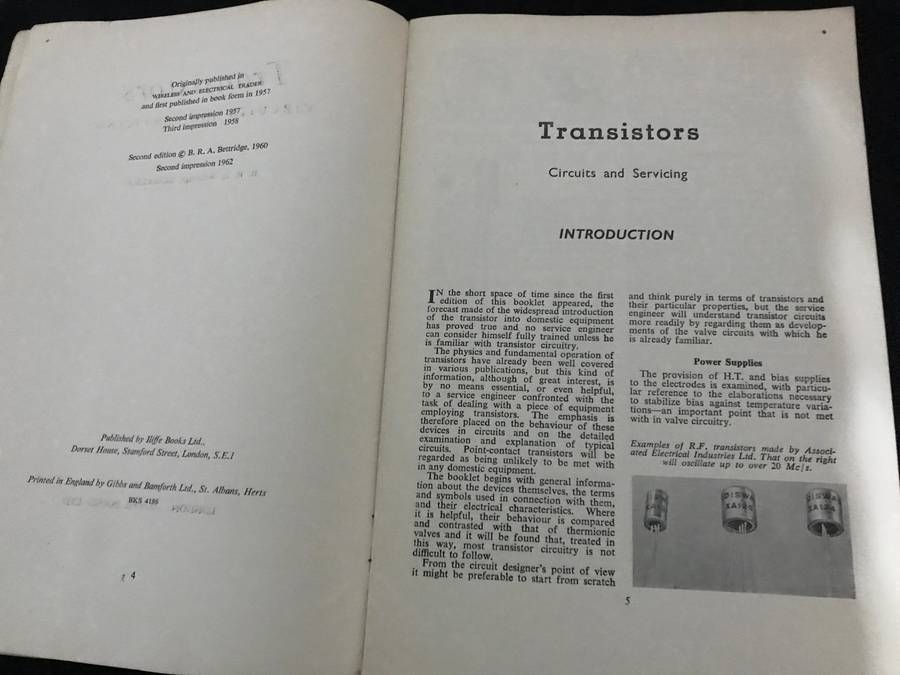 Originally published in
WIRELESS AND ELECTRICAL TRADER
and first published in book form in 1957
Second impression 1957
Third impression 1958
Second edition © B. R. A. Bettridge, 1960
Second impression 1962
Published by Iliffe Books Ltd.,
Dorset House, Stamford Street, London, S.E.1
Printed in England by Gibbs and Bamforth Ltd., St. Albans, Herts
BKS 4186
4
Transistors
Circuits and Servicing
INTRODUCTION
IN the short space of time since the first
edition of this booklet appeared, the
forecast made of the widespread introduction
of the transistor into domestic equipment
has proved true and no service engineer
can consider himself fully trained unless he
is familiar with transistor circuitry.
The physics and fundamental operation of
transistors have already been well covered
in various publications, but this kind of
information, although of great interest, is
by no means essential, or even helpful,
to a service engineer confronted with the
task of dealing with a piece of equipment
employing transistors. The emphasis is
therefore placed on the behaviour of these
devices in circuits and on the detailed
examination and explanation of typical
circuits. Point-contact transistors will be
regarded as being unlikely to be met with
in any domestic equipment.
The booklet begins with general informa-
tion about the devices themselves, the terms
and symbols used in connection with them,
and their electrical characteristics. Where
it is helpful, their behaviour is compared
and contrasted with that of thermionic
valves and it will be found that, treated in
this way, most transistor circuitry is not
difficult to follow.
From the circuit designer's point of view
it might be preferable to start from scratch
and think purely in terms of transistors and
their particular properties, but the service
engineer will understand transistor circuits
more readily by regarding them as develop-
ments of the valve circuits with which he
is already familiar.
Power Supplies
The provision of H.T. and bias supplies
to the electrodes is examined, with particu-
lar reference to the elaborations necessary
to stabilize bias against temperature varia-
tions—an important point that is not met
with in valve circuitry.
Examples of R.F. transistors made by Associ-
ated Electrical Industries Ltd. That on the right
will oscillate up to over 20 Mc/s.
EDISWAN
XA124
5